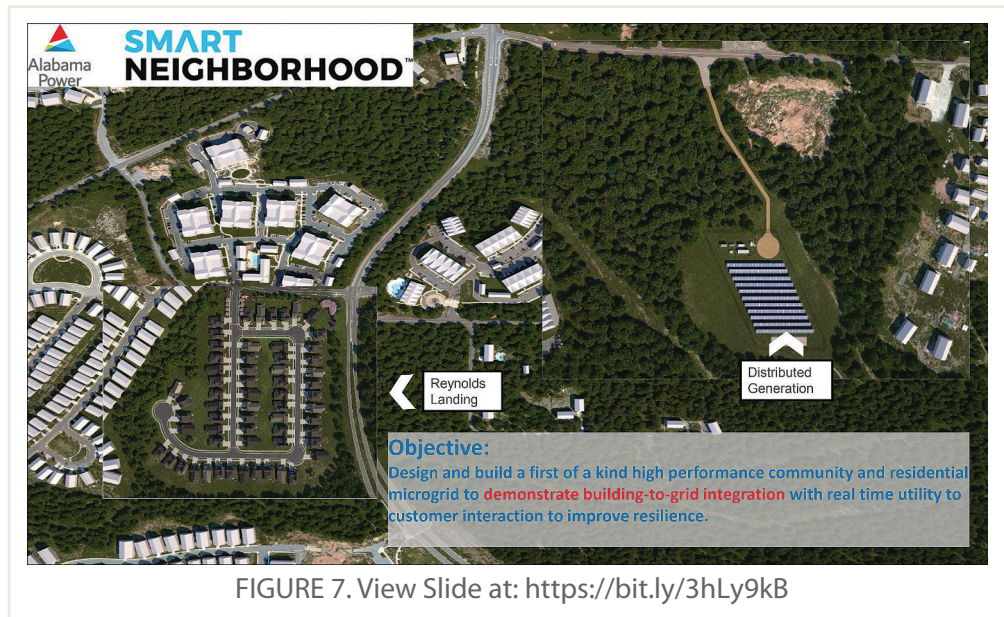 Alabama
Power
SMART
NEIGHBORHOOD™
Reynolds
Landing
Distributed
Generation
Objective:
Design and build a first of a kind high performance community and residential
microgrid to demonstrate building-to-grid integration with real time utility to
customer interaction to improve resilience.
FIGURE 7. View Slide at: https://bit.ly/3hLy9kB